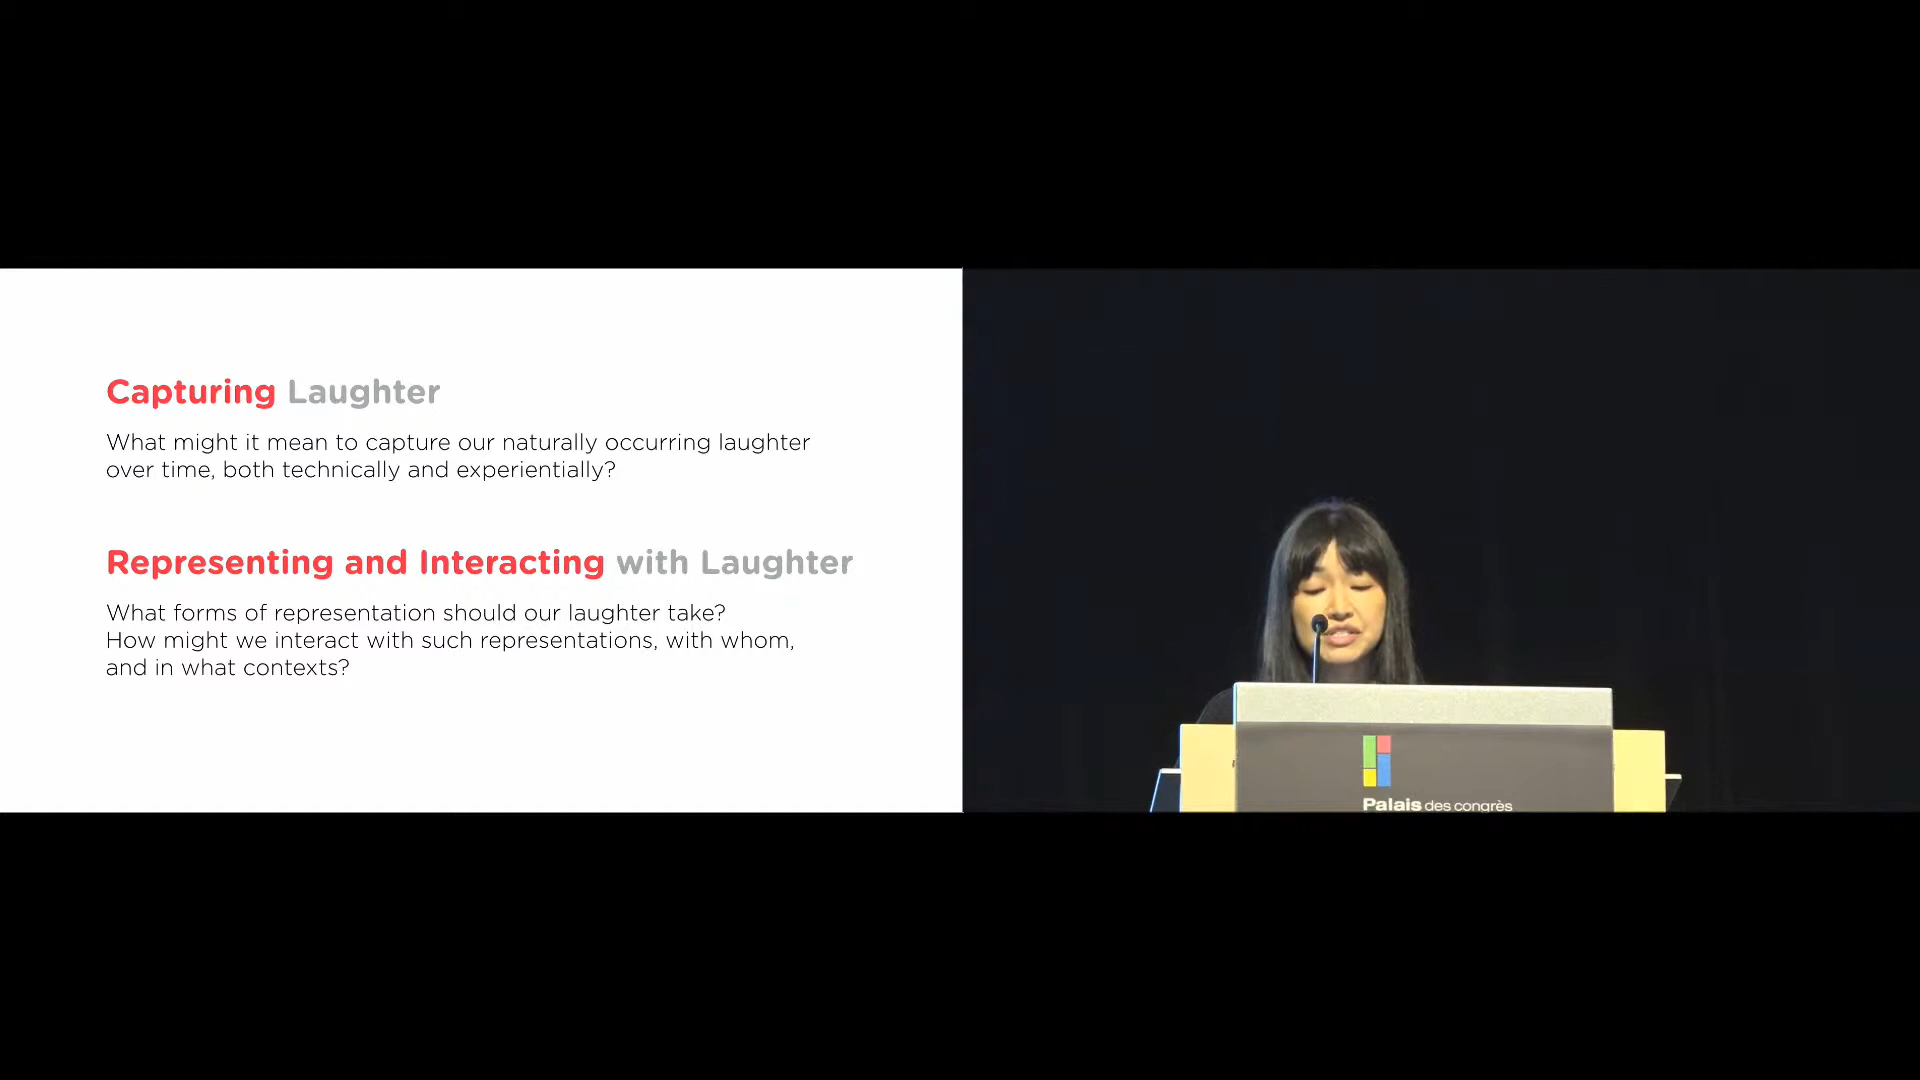 Capturing Laughter
What might it mean to capture our naturally occurring laughter
over time, both technically and experientially?
Representing and Interacting with Laughter
What forms of representation should our laughter take?
How might we interact with such representations, with whom,
and in what contexts?
Palais des congrès